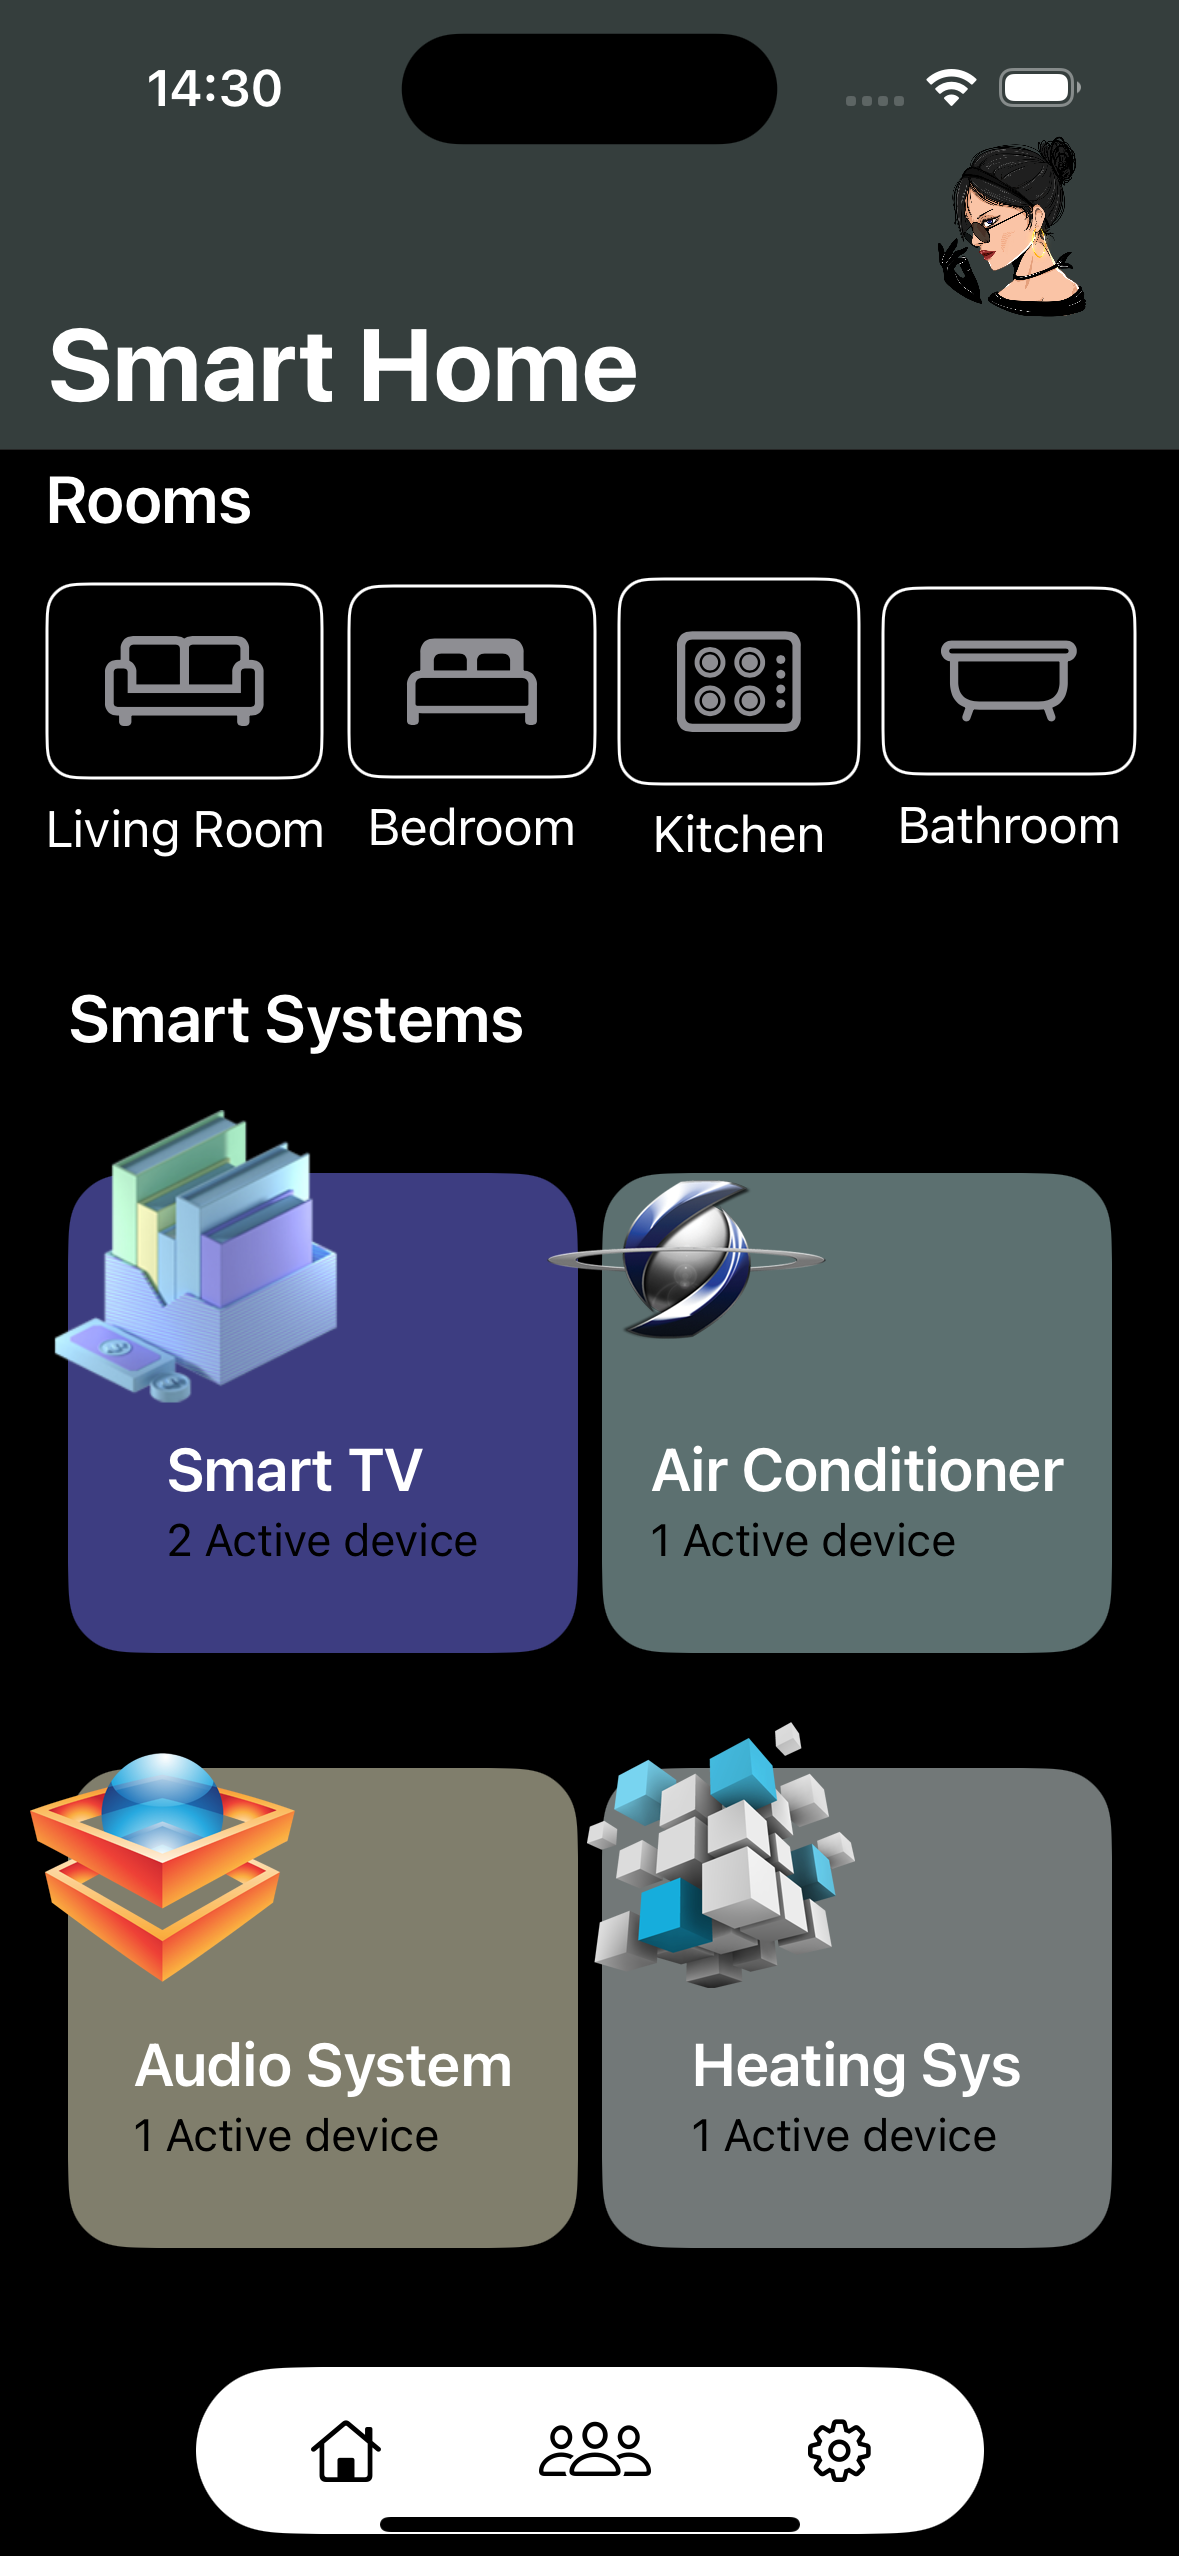 14:30
Smart Home
Rooms
Living Room
Bedroom
Kitchen
Bathroom
Smart Systems
Smart TV
2 Active device
Air Conditioner
1 Active device
Audio System
1 Active device
Heating Sys
1 Active device